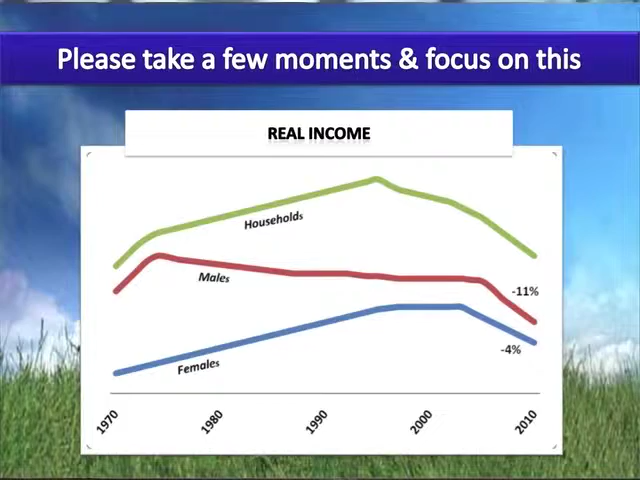 Please take a few moments & focus on this
REAL INCOME
Households
Males
-11%
Females
-4%
1970
1980
1990
2000
2010